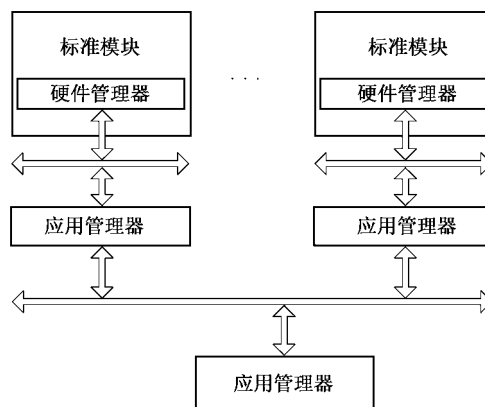 标准模块
标准模块
. . .
硬件管理器
硬件管理器
应用管理器
应用管理器
应用管理器